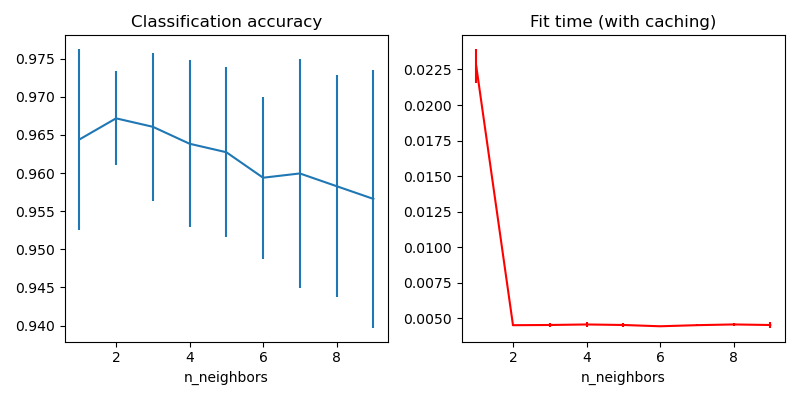 Classification accuracy
0.975
0.970
0.965
0.960
0.955
0.950
0.945
0.940
2 4 6 8
n_neighbors
Fit time (with caching)
0.0225
0.0200
0.0175
0.0150
0.0125
0.0100
0.0075
0.0050
2 4 6 8
n_neighbors